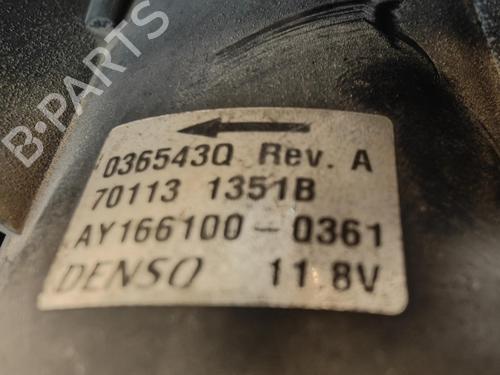 B-PARTS
036543Q Rev. A
70113 1351B
AY166100-0361
DENSO 11.8V